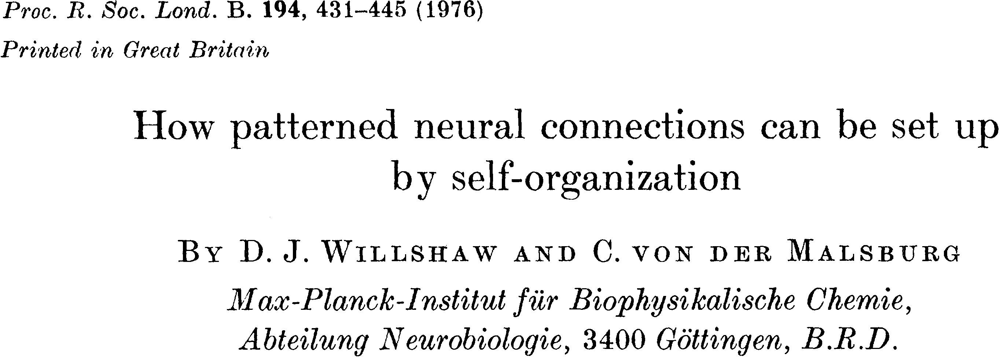 Proc. R. Soc. Lond. B. 194, 431–445 (1976)
Printed in Great Britain
How patterned neural connections can be set up
by self-organization
By D. J. Willshaw and C. von der Malsburg
Max-Planck-Institut für Biophysikalische Chemie,
Abteilung Neurobiologie, 3400 Göttingen, B.R.D.